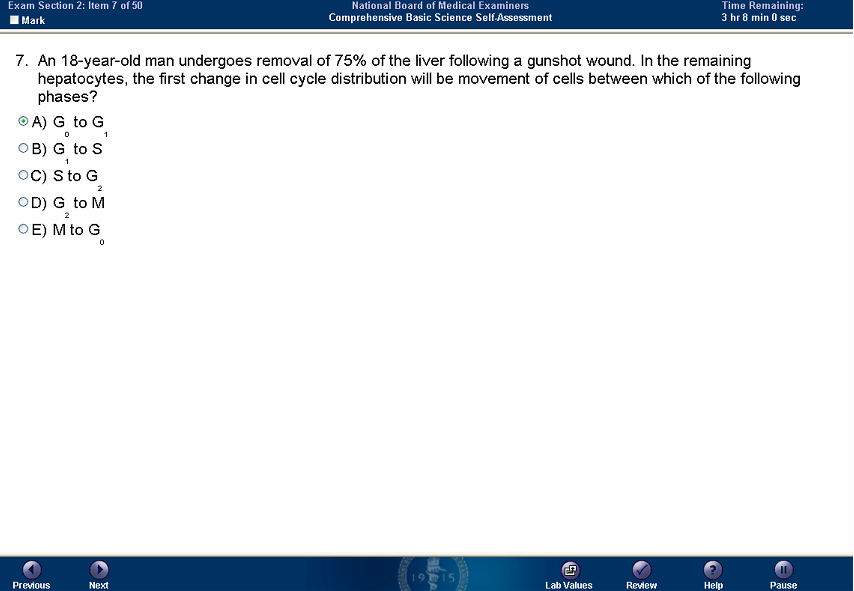 Exam Section 2: Item 7 of 50
National Board of Medical Examiners
Time Remaining:
Mark
Comprehensive Basic Science Self-Assessment
3 hr 8 min 0 sec
7. An 18-year-old man undergoes removal of 75% of the liver following a gunshot wound. In the remaining
hepatocytes, the first change in cell cycle distribution will be movement of cells between which of the following
phases?
A) G₀ to G₁
B) G₁ to S
C) S to G₂
D) G₂ to M
E) M to G₀
1915
Previous
Next
Lab Values
Review
Help
Pause